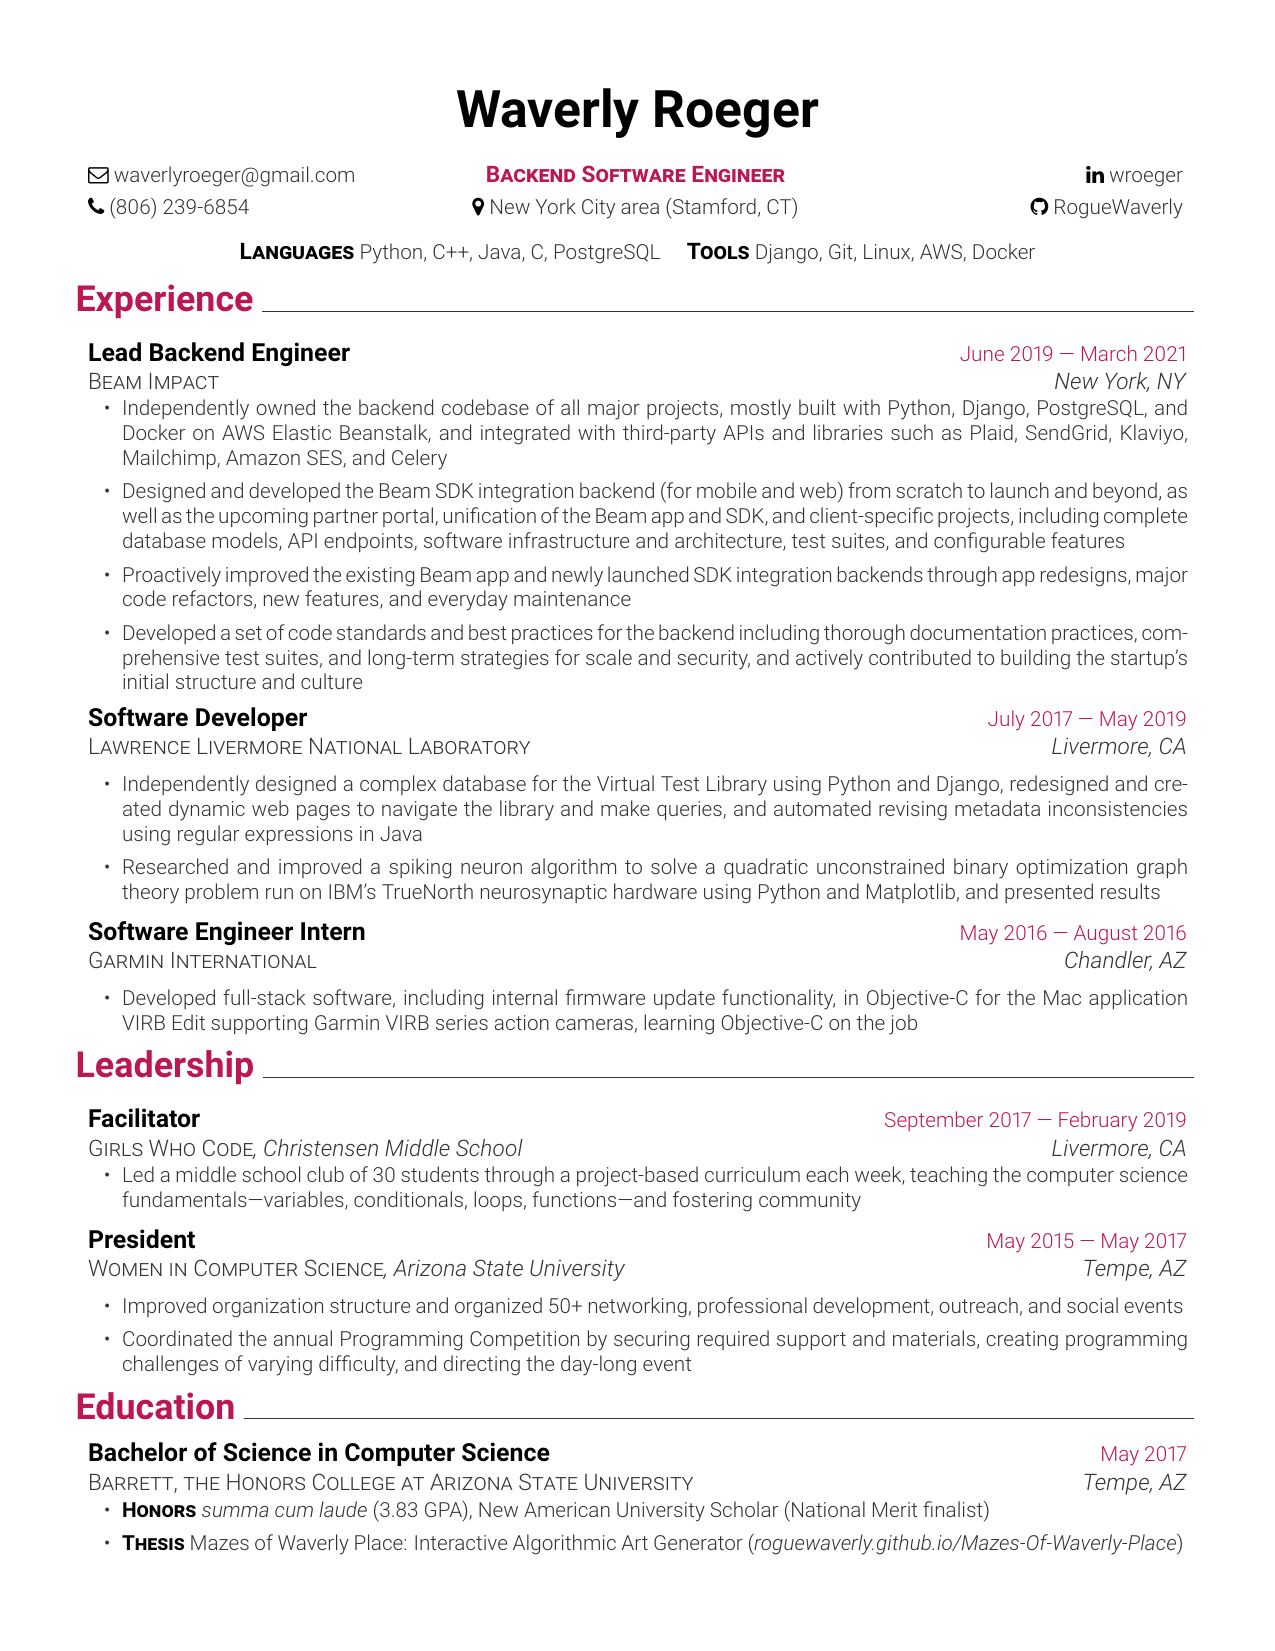 Waverly Roeger
waverlyroeger@gmail.com Backend Software Engineer wroeger
(806) 239-6854 New York City area (Stamford, CT) RogueWaverly
Languages Python, C++, Java, C, PostgreSQL Tools Django, Git, Linux, AWS, Docker
Experience
Lead Backend Engineer June 2019 — March 2021
Beam Impact New York, NY
• Independently owned the backend codebase of all major projects, mostly built with Python, Django, PostgreSQL, and
Docker on AWS Elastic Beanstalk, and integrated with third-party APIs and libraries such as Plaid, SendGrid, Klaviyo,
Mailchimp, Amazon SES, and Celery
• Designed and developed the Beam SDK integration backend (for mobile and web) from scratch to launch and beyond, as
well as the upcoming partner portal, unification of the Beam app and SDK, and client-specific projects, including complete
database models, API endpoints, software infrastructure and architecture, test suites, and configurable features
• Proactively improved the existing Beam app and newly launched SDK integration backends through app redesigns, major
code refactors, new features, and everyday maintenance
• Developed a set of code standards and best practices for the backend including thorough documentation practices, com-
prehensive test suites, and long-term strategies for scale and security, and actively contributed to building the startup's
initial structure and culture
Software Developer July 2017 — May 2019
Lawrence Livermore National Laboratory Livermore, CA
• Independently designed a complex database for the Virtual Test Library using Python and Django, redesigned and cre-
ated dynamic web pages to navigate the library and make queries, and automated revising metadata inconsistencies
using regular expressions in Java
• Researched and improved a spiking neuron algorithm to solve a quadratic unconstrained binary optimization graph
theory problem run on IBM's TrueNorth neurosynaptic hardware using Python and Matplotlib, and presented results
Software Engineer Intern May 2016 — August 2016
Garmin International Chandler, AZ
• Developed full-stack software, including internal firmware update functionality, in Objective-C for the Mac application
VIRB Edit supporting Garmin VIRB series action cameras, learning Objective-C on the job
Leadership
Facilitator September 2017 — February 2019
Girls Who Code, Christensen Middle School Livermore, CA
• Led a middle school club of 30 students through a project-based curriculum each week, teaching the computer science
fundamentals—variables, conditionals, loops, functions—and fostering community
President May 2015 — May 2017
Women in Computer Science, Arizona State University Tempe, AZ
• Improved organization structure and organized 50+ networking, professional development, outreach, and social events
• Coordinated the annual Programming Competition by securing required support and materials, creating programming
challenges of varying difficulty, and directing the day-long event
Education
Bachelor of Science in Computer Science May 2017
Barrett, the Honors College at Arizona State University Tempe, AZ
• Honors summa cum laude (3.83 GPA), New American University Scholar (National Merit finalist)
• Thesis Mazes of Waverly Place: Interactive Algorithmic Art Generator (roguewaverly.github.io/Mazes-Of-Waverly-Place)